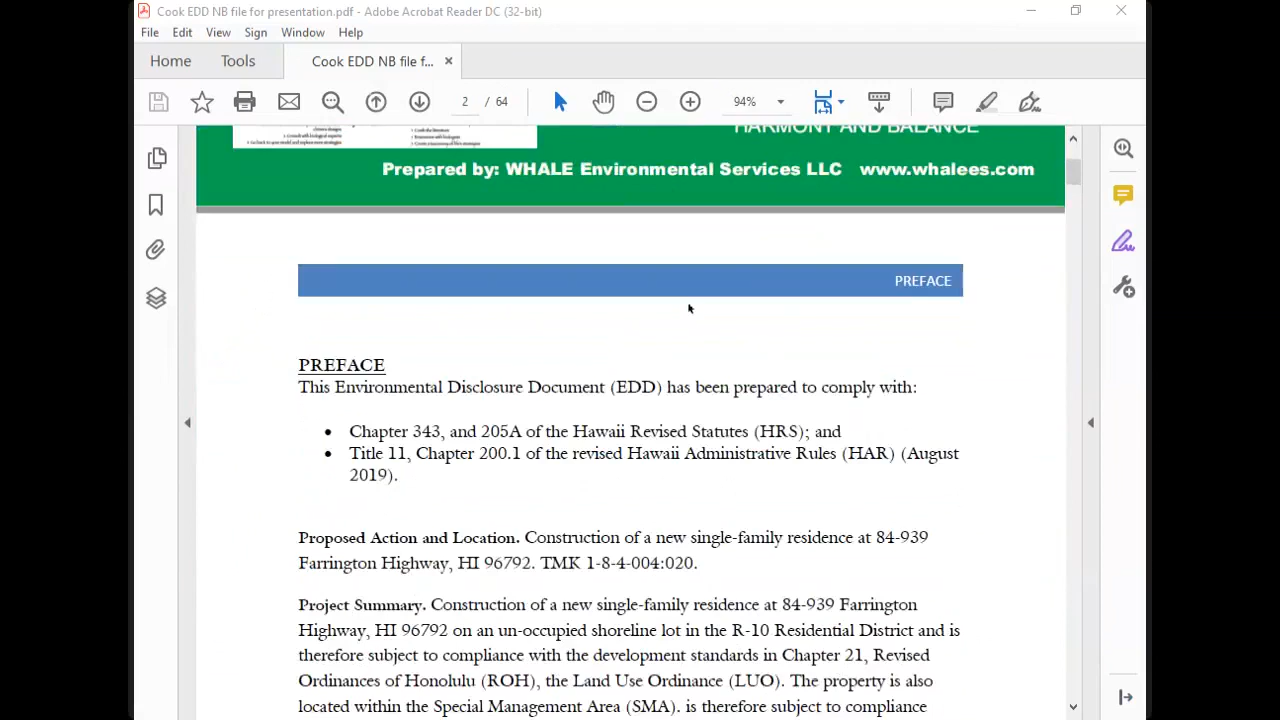 Cook EDD NB file for presentation.pdf - Adobe Acrobat Reader DC (32-bit)
File Edit View Sign Window Help
Home Tools Cook EDD NB file f... ×
2 / 64 94%
HARMONY AND BALANCE
Prepared by: WHALE Environmental Services LLC www.whalees.com
PREFACE
PREFACE
This Environmental Disclosure Document (EDD) has been prepared to comply with:
• Chapter 343, and 205A of the Hawaii Revised Statutes (HRS); and
• Title 11, Chapter 200.1 of the revised Hawaii Administrative Rules (HAR) (August
2019).
Proposed Action and Location. Construction of a new single-family residence at 84-939
Farrington Highway, HI 96792. TMK 1-8-4-004:020.
Project Summary. Construction of a new single-family residence at 84-939 Farrington
Highway, HI 96792 on an un-occupied shoreline lot in the R-10 Residential District and is
therefore subject to compliance with the development standards in Chapter 21, Revised
Ordinances of Honolulu (ROH), the Land Use Ordinance (LUO). The property is also
located within the Special Management Area (SMA). is therefore subject to compliance